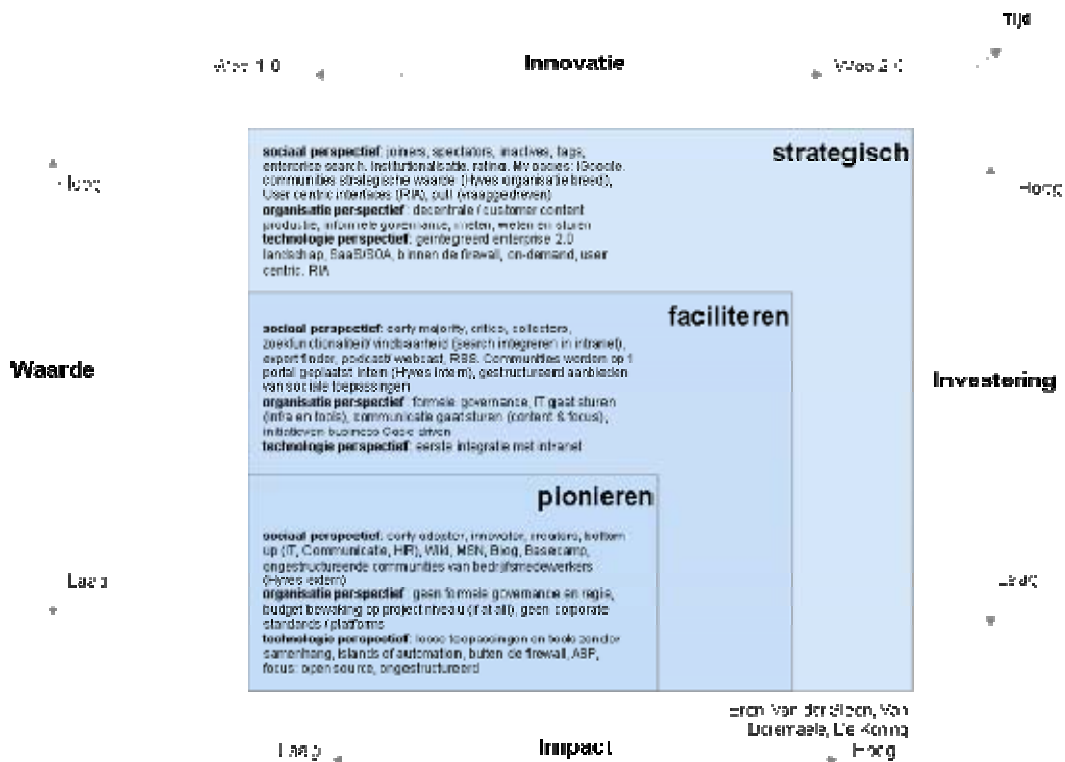 Tijd
Web 1.0 Innovatie Web 2.0
strategisch
sociaal perspectief: joiners, spectators, inactives, tags,
enterprise search, institutionalisatie, rating, My pagies: iGoogle,
communities strategische waarde (Hyves organisatie breed),
User centric interfaces (RIA), pull (vraaggedreven)
organisatie perspectief: decentrale / customer content
productie, informele governance, meten, weten en sturen
technologie perspectief: geintegreerd enterprise 2.0
landschap, SaaS/SOA, binnen de firewall, on-demand, user
centric, RIA
Hoog
Hoog
faciliteren
sociaal perspectief: early majority, critics, collectors,
zoekfunctionaliteit/ vindbaarheid (search integreren in intranet),
expert finder, podcast/ webcast, RSS. Communities worden op 1
portal geplaatst intern (Hyves intern), gestructureerd aanbieden
van sociale toepassingen
organisatie perspectief: formele governance, IT gaat sturen
(infra en tools), communicatie gaat sturen (content & focus),
initiatieven business Case driven
technologie perspectief: eerste integratie met intranet
Waarde
Investering
pionieren
sociaal perspectief: early adopter, innovator, creators, bottom
up (IT, Communicatie, HR), Wiki, MSN, Blog, Basecamp,
ongestructureerde communities van bedrijfsmedewerkers
(Hyves extern)
organisatie perspectief: geen formele governance en regie,
budget bewaking op project niveau (if at all), geen corporate
standards / platforms
technologie perspectief: losse toepassingen en tools zonder
samenhang, islands of automation, buiten de firewall, ASP,
focus: open source, ongestructureerd
Laag
Laag
Van der Steen, Van
De Koning
Laag Impact Hoog